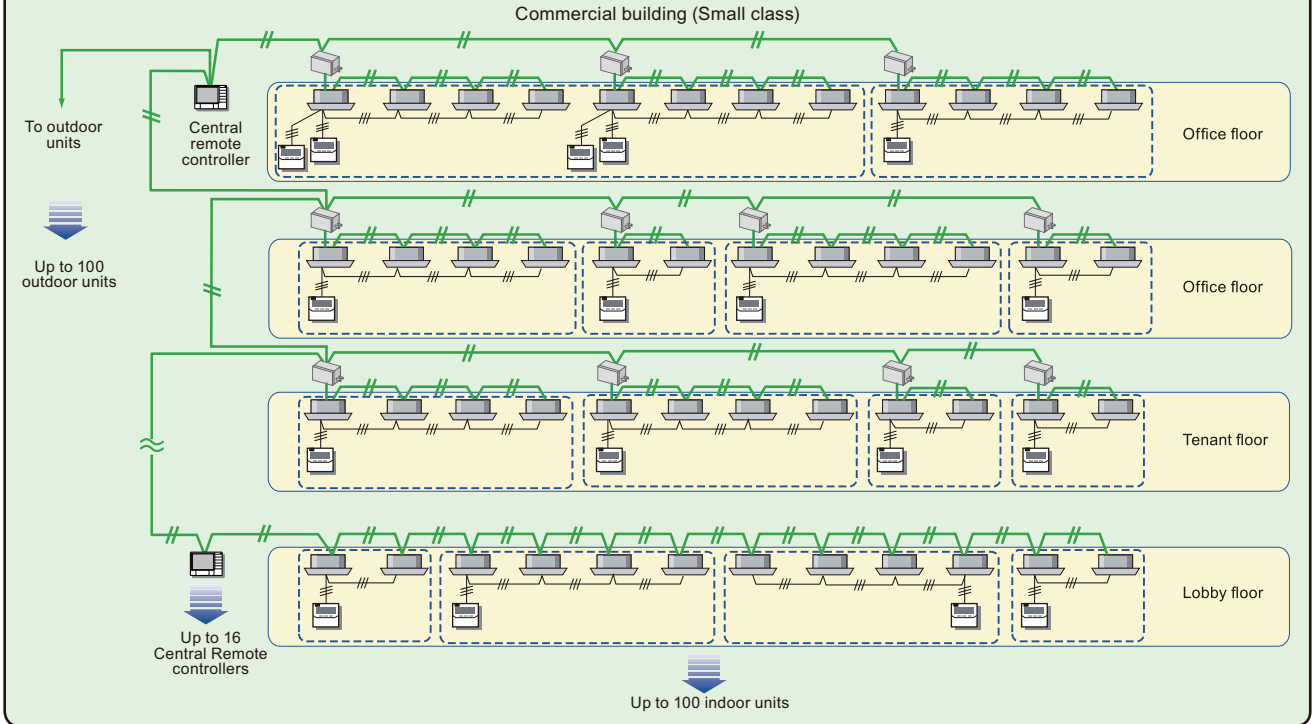 Commercial building (Small class)
To outdoor
units
Central
remote
controller
Office floor
Up to 100
outdoor units
Office floor
Tenant floor
Lobby floor
Up to 16
Central Remote
controllers
Up to 100 indoor units